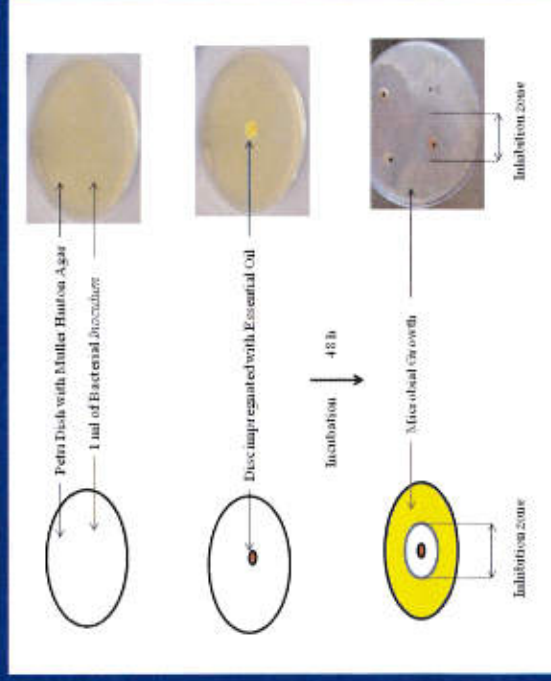 Petri Dish with Muller Hinton Agar
1 ml of Bacterial Inoculum
Disc impregnated with Essential Oil
Incubation
48 h
Microbial Growth
Inhibition zone
Inhibition zone